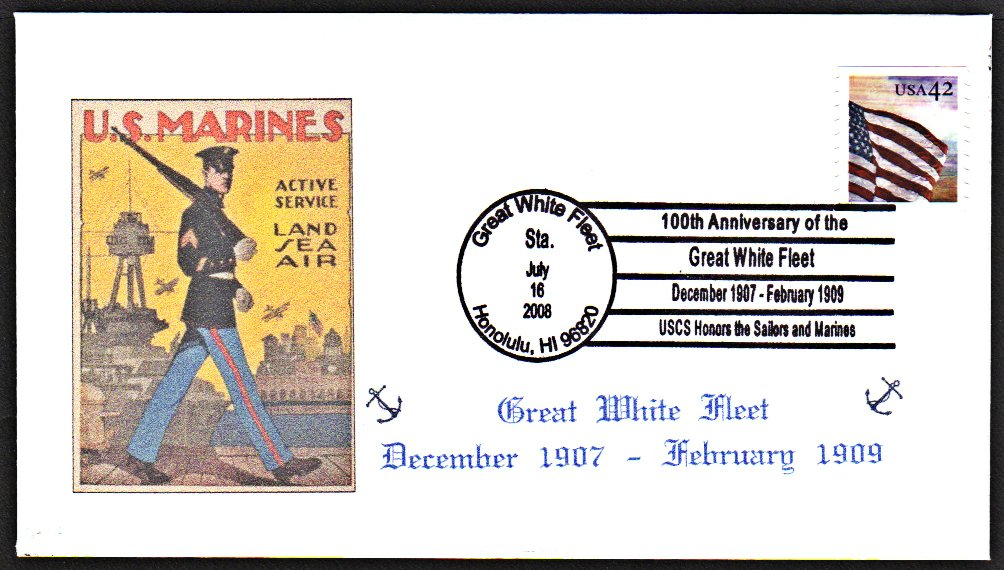 U.S. MARINES
ACTIVE
SERVICE
LAND
SEA
AIR
USA 42
Great White Fleet
Sta.
July
16
2008
Honolulu, HI 96820
100th Anniversary of the
Great White Fleet
December 1907 - February 1909
USCS Honors the Sailors and Marines
Great White Fleet
December 1907 - February 1909